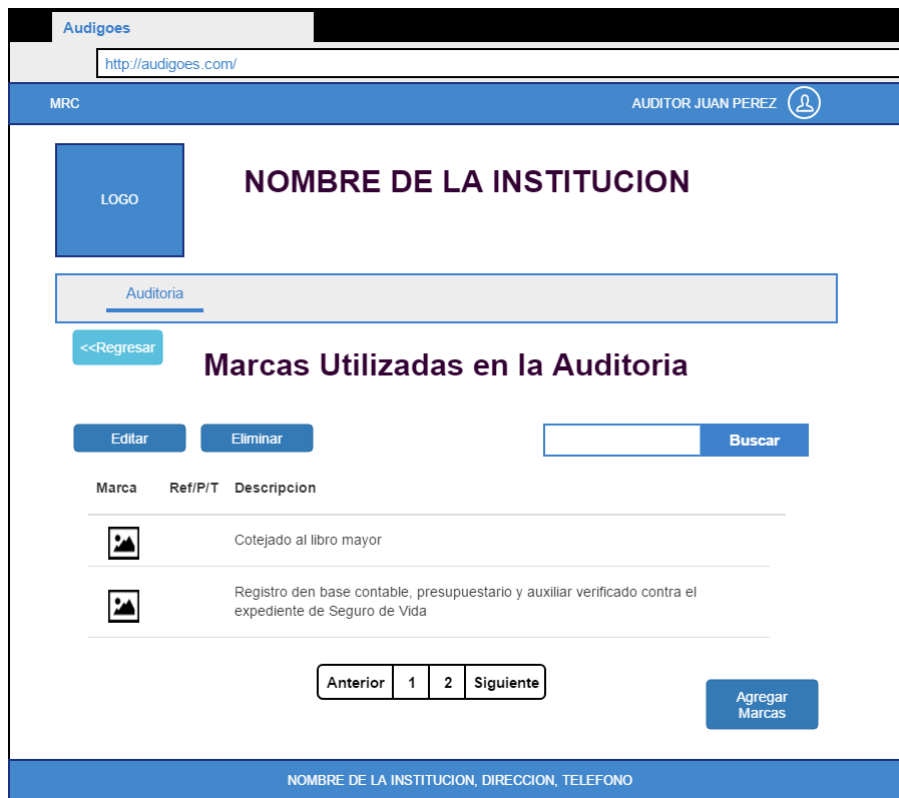 Audigoes
http://audigoes.com/
MRC
AUDITOR JUAN PEREZ
LOGO
NOMBRE DE LA INSTITUCION
Auditoria
<<Regresar
Marcas Utilizadas en la Auditoria
Editar
Eliminar
Buscar
Marca Ref/P/T Descripcion
Cotejado al libro mayor
Registro den base contable, presupuestario y auxiliar verificado contra el
expediente de Seguro de Vida
Anterior 1 2 Siguiente
Agregar
Marcas
NOMBRE DE LA INSTITUCION, DIRECCION, TELEFONO